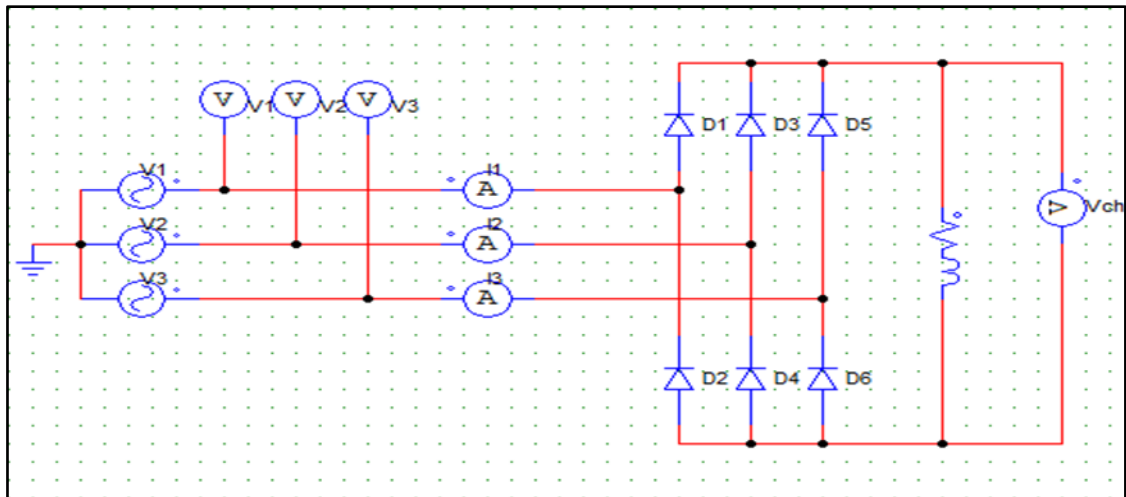 V V1 V V2 V V3
D1 D3 D5
V1 I1
A
V Vch
V2 I2
A
V3 I3
A
D2 D4 D6